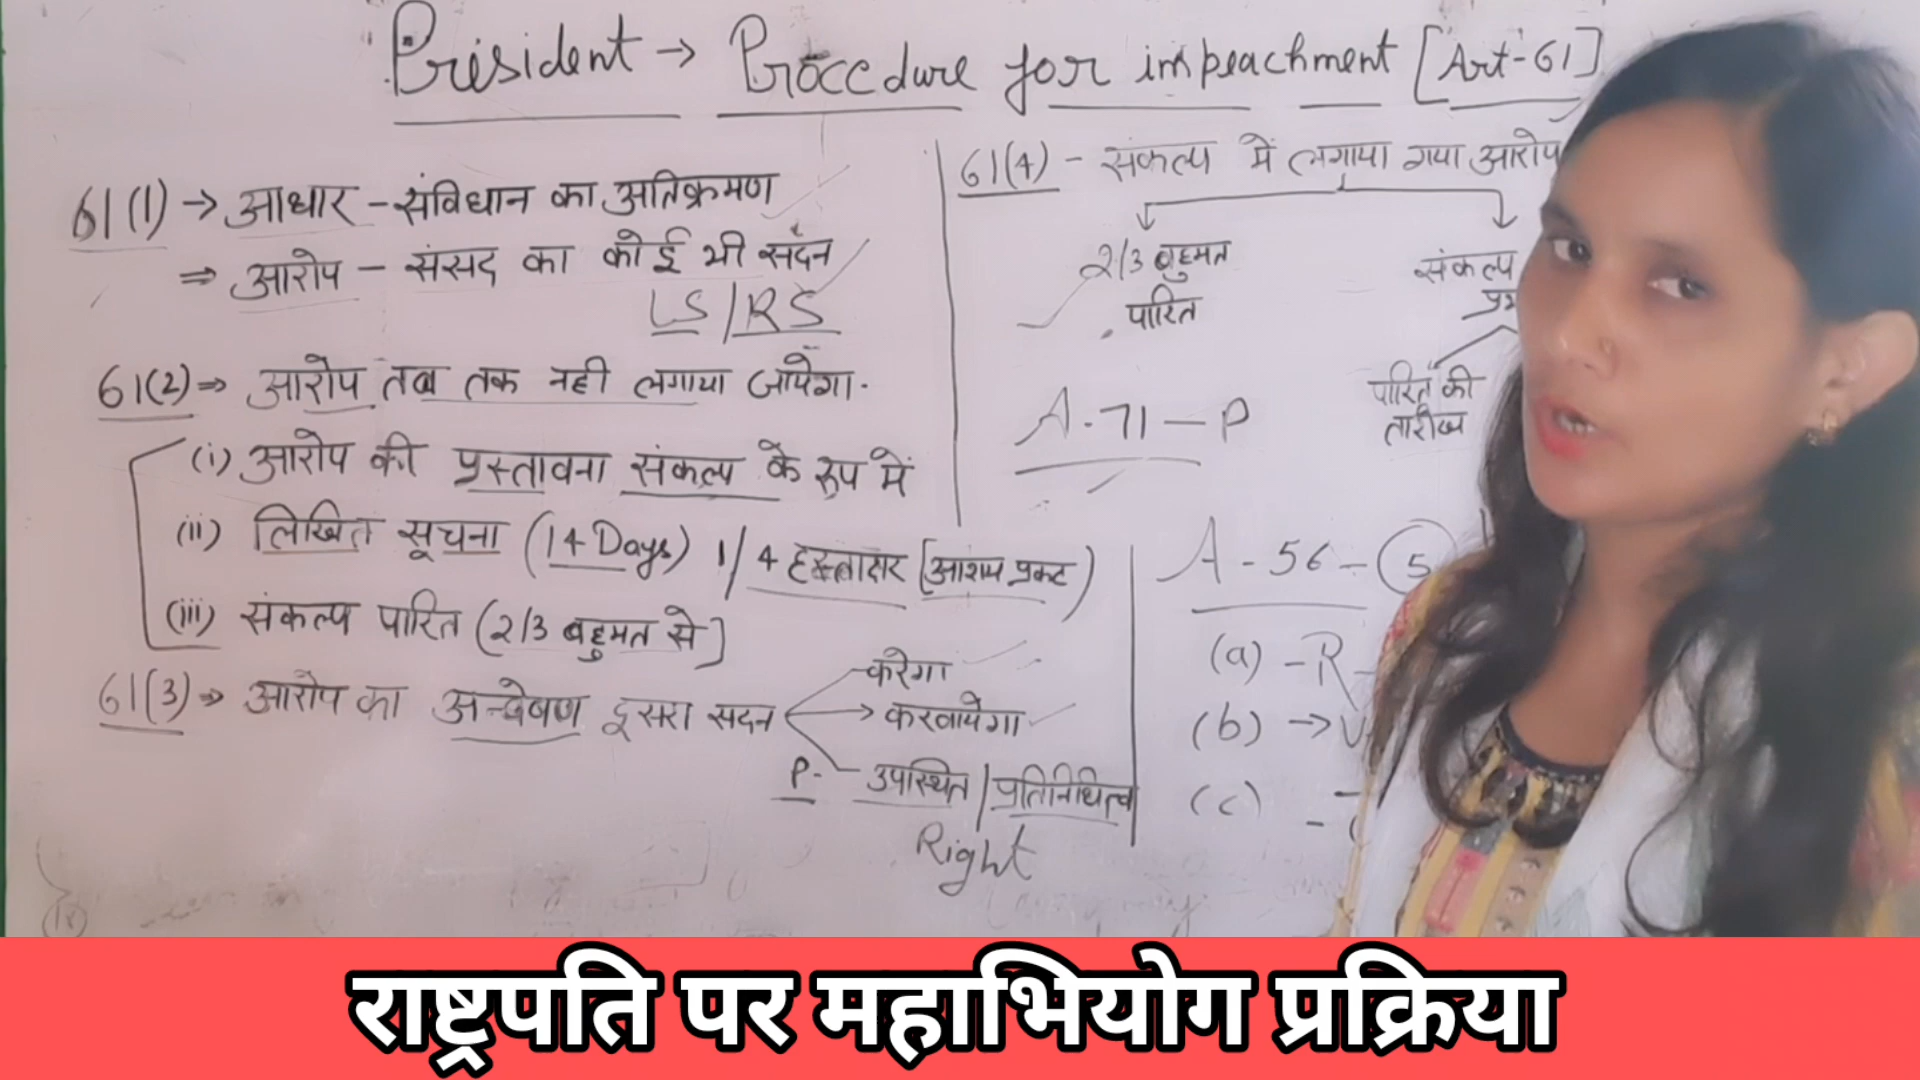 President → Procedure for impeachment [Art-61]
61(1) → आधार - संविधान का अतिक्रमण
⇒ आरोप - संसद का कोई भी सदन
LS/RS
61(2) ⇒ आरोप तब तक नही लगाया जायेगा.
(i) आरोप की प्रस्तावना संकल्प के रूप में
(ii) लिखित सूचना (14 Days) 1/4 हस्ताक्षर [आशय प्रकट)
(iii) संकल्प पारित (2/3 बहुमत से]
61(3) ⇒ आरोप का अन्वेषण दूसरा सदन
करेगा
→ करवायेगा
P. - उपस्थित / प्रतिनिधित्व
Right
61(4) - संकल्प में लगाया गया आरोप
2/3 बहुमत
पारित
संकल्प
पारित की
तारीख
A-71-P
A-56-5
(a) -R-
(b) →
(c) -
राष्ट्रपति पर महाभियोग प्रक्रिया